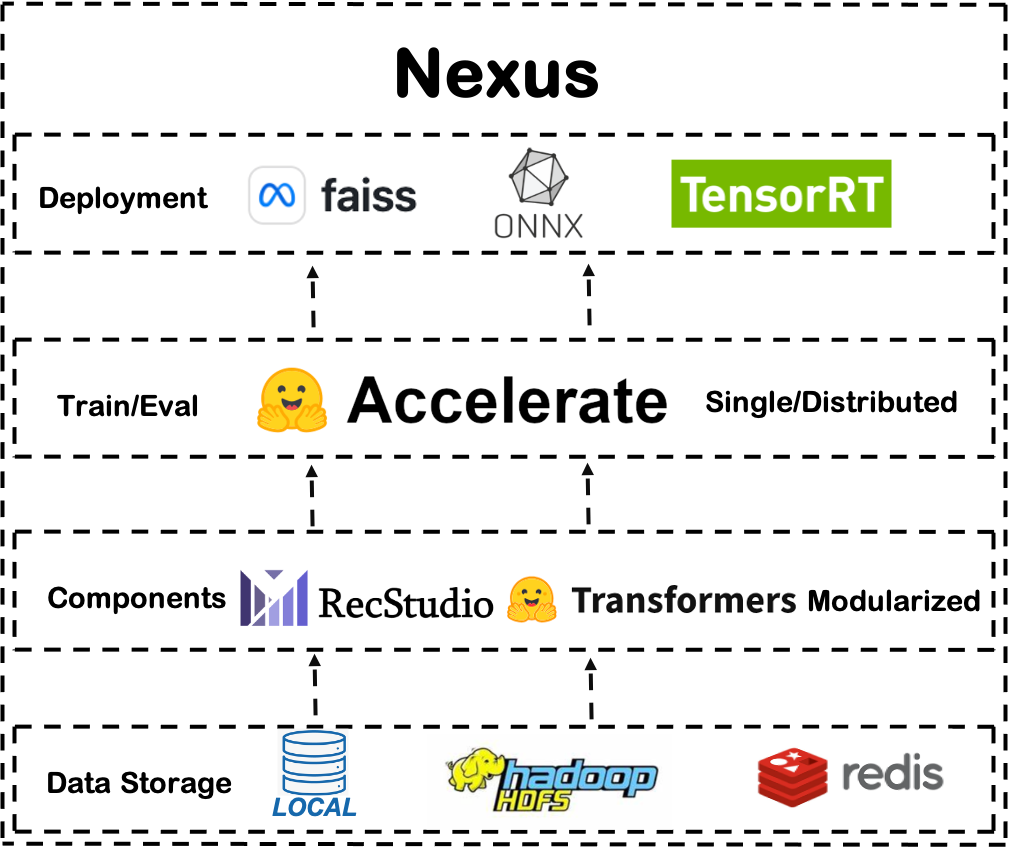 Nexus
Deployment faiss ONNX TensorRT
Train/Eval Accelerate Single/Distributed
Components RecStudio Transformers Modularized
Data Storage LOCAL hadoop HDFS redis